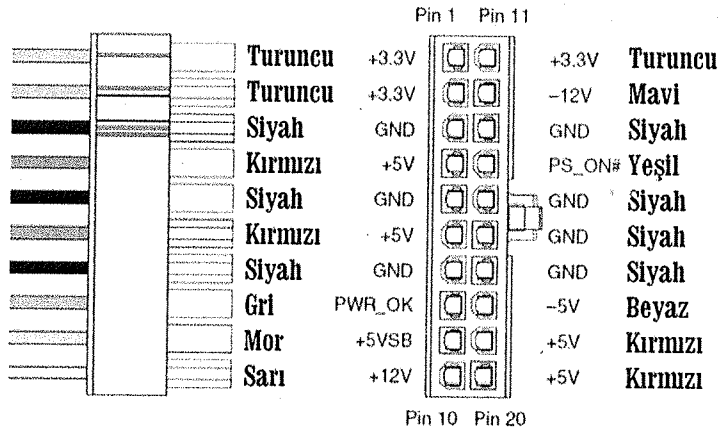 Pin 1 Pin 11
Turuncu +3.3V +3.3V Turuncu
Turuncu +3.3V –12V Mavi
Siyah GND GND Siyah
Kırmızı +5V PS_ON# Yeşil
Siyah GND GND Siyah
Kırmızı +5V GND Siyah
Siyah GND GND Siyah
Gri PWR_OK –5V Beyaz
Mor +5VSB +5V Kırmızı
Sarı +12V +5V Kırmızı
Pin 10 Pin 20